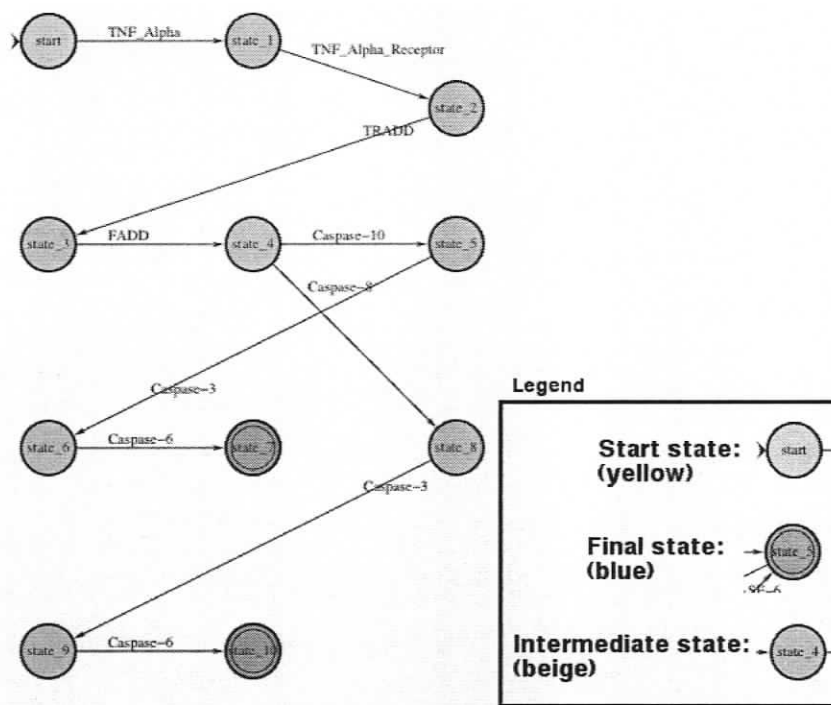 start
TNF_Alpha
state_1
TNF_Alpha_Receptor
state_2
TRADD
state_3
FADD
state_4
Caspase-10
state_5
Caspase-8
Caspase-3
state_6
Caspase-6
state_7
state_8
Caspase-3
state_9
Caspase-6
state_10
Legend
Start state:
(yellow)
start
Final state:
(blue)
state_5
Intermediate state:
(beige)
state_4